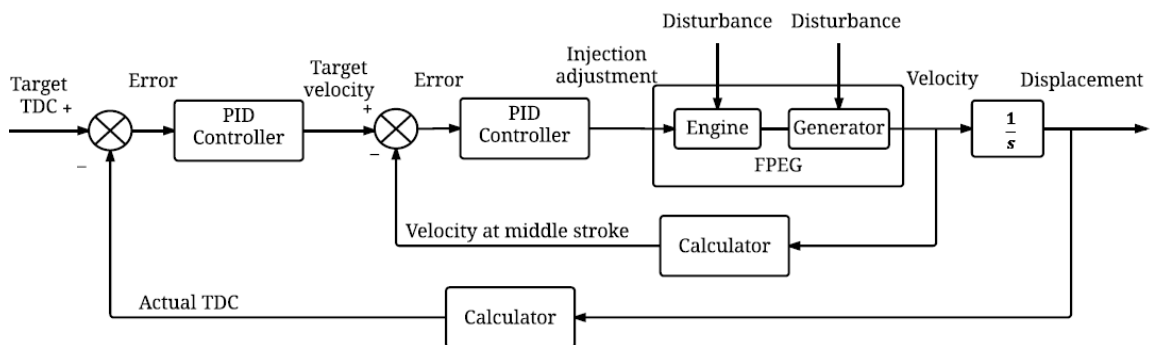 Disturbance
Disturbance
Target
TDC +
Error
PID
Controller
Target
velocity
+
Error
PID
Controller
Injection
adjustment
Engine
Generator
FPEG
Velocity
1
s
Displacement
−
−
Velocity at middle stroke
Calculator
Actual TDC
Calculator